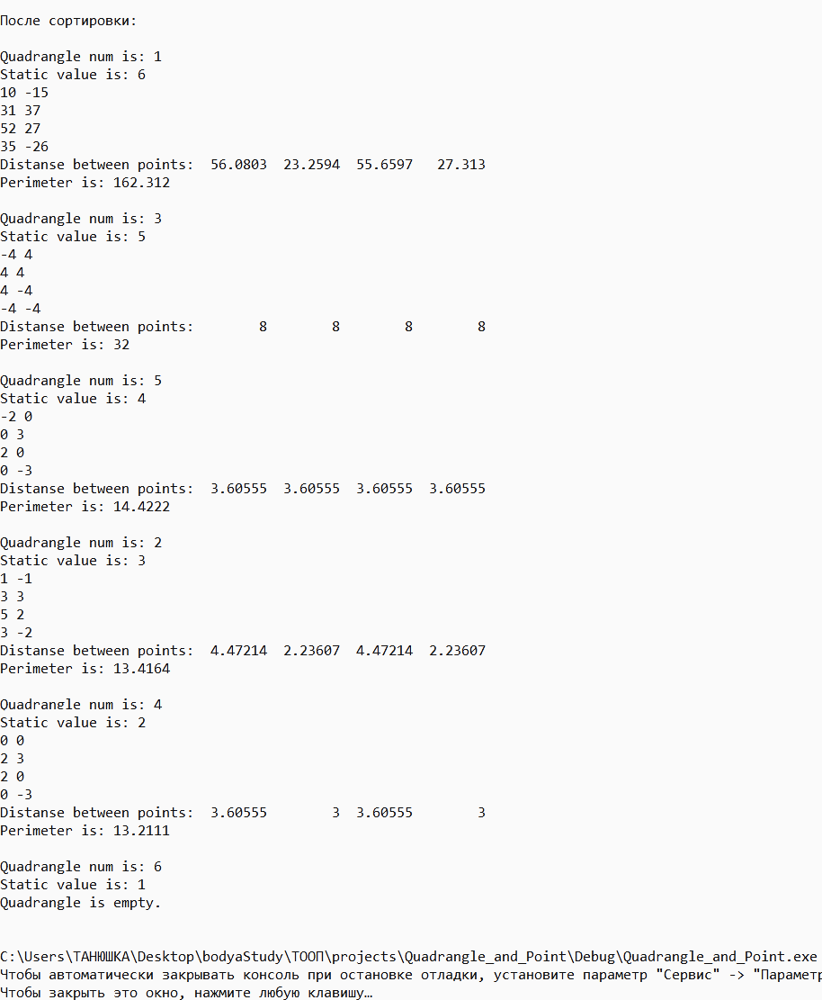 После сортировки:
Quadrangle num is: 1
Static value is: 6
10 -15
31 37
52 27
35 -26
Distanse between points:  56.0803  23.2594  55.6597   27.313
Perimeter is: 162.312
Quadrangle num is: 3
Static value is: 5
-4 4
4 4
4 -4
-4 -4
Distanse between points:        8        8        8        8
Perimeter is: 32
Quadrangle num is: 5
Static value is: 4
-2 0
0 3
2 0
0 -3
Distanse between points:  3.60555  3.60555  3.60555  3.60555
Perimeter is: 14.4222
Quadrangle num is: 2
Static value is: 3
1 -1
3 3
5 2
3 -2
Distanse between points:  4.47214  2.23607  4.47214  2.23607
Perimeter is: 13.4164
Quadrangle num is: 4
Static value is: 2
0 0
2 3
2 0
0 -3
Distanse between points:  3.60555        3  3.60555        3
Perimeter is: 13.2111
Quadrangle num is: 6
Static value is: 1
Quadrangle is empty.
C:\Users\ТАНЮШКА\Desktop\bodyaStudy\ТООП\projects\Quadrangle_and_Point\Debug\Quadrangle_and_Point.exe
Чтобы автоматически закрывать консоль при остановке отладки, установите параметр "Сервис" -> "Параметр
Чтобы закрыть это окно, нажмите любую клавишу…